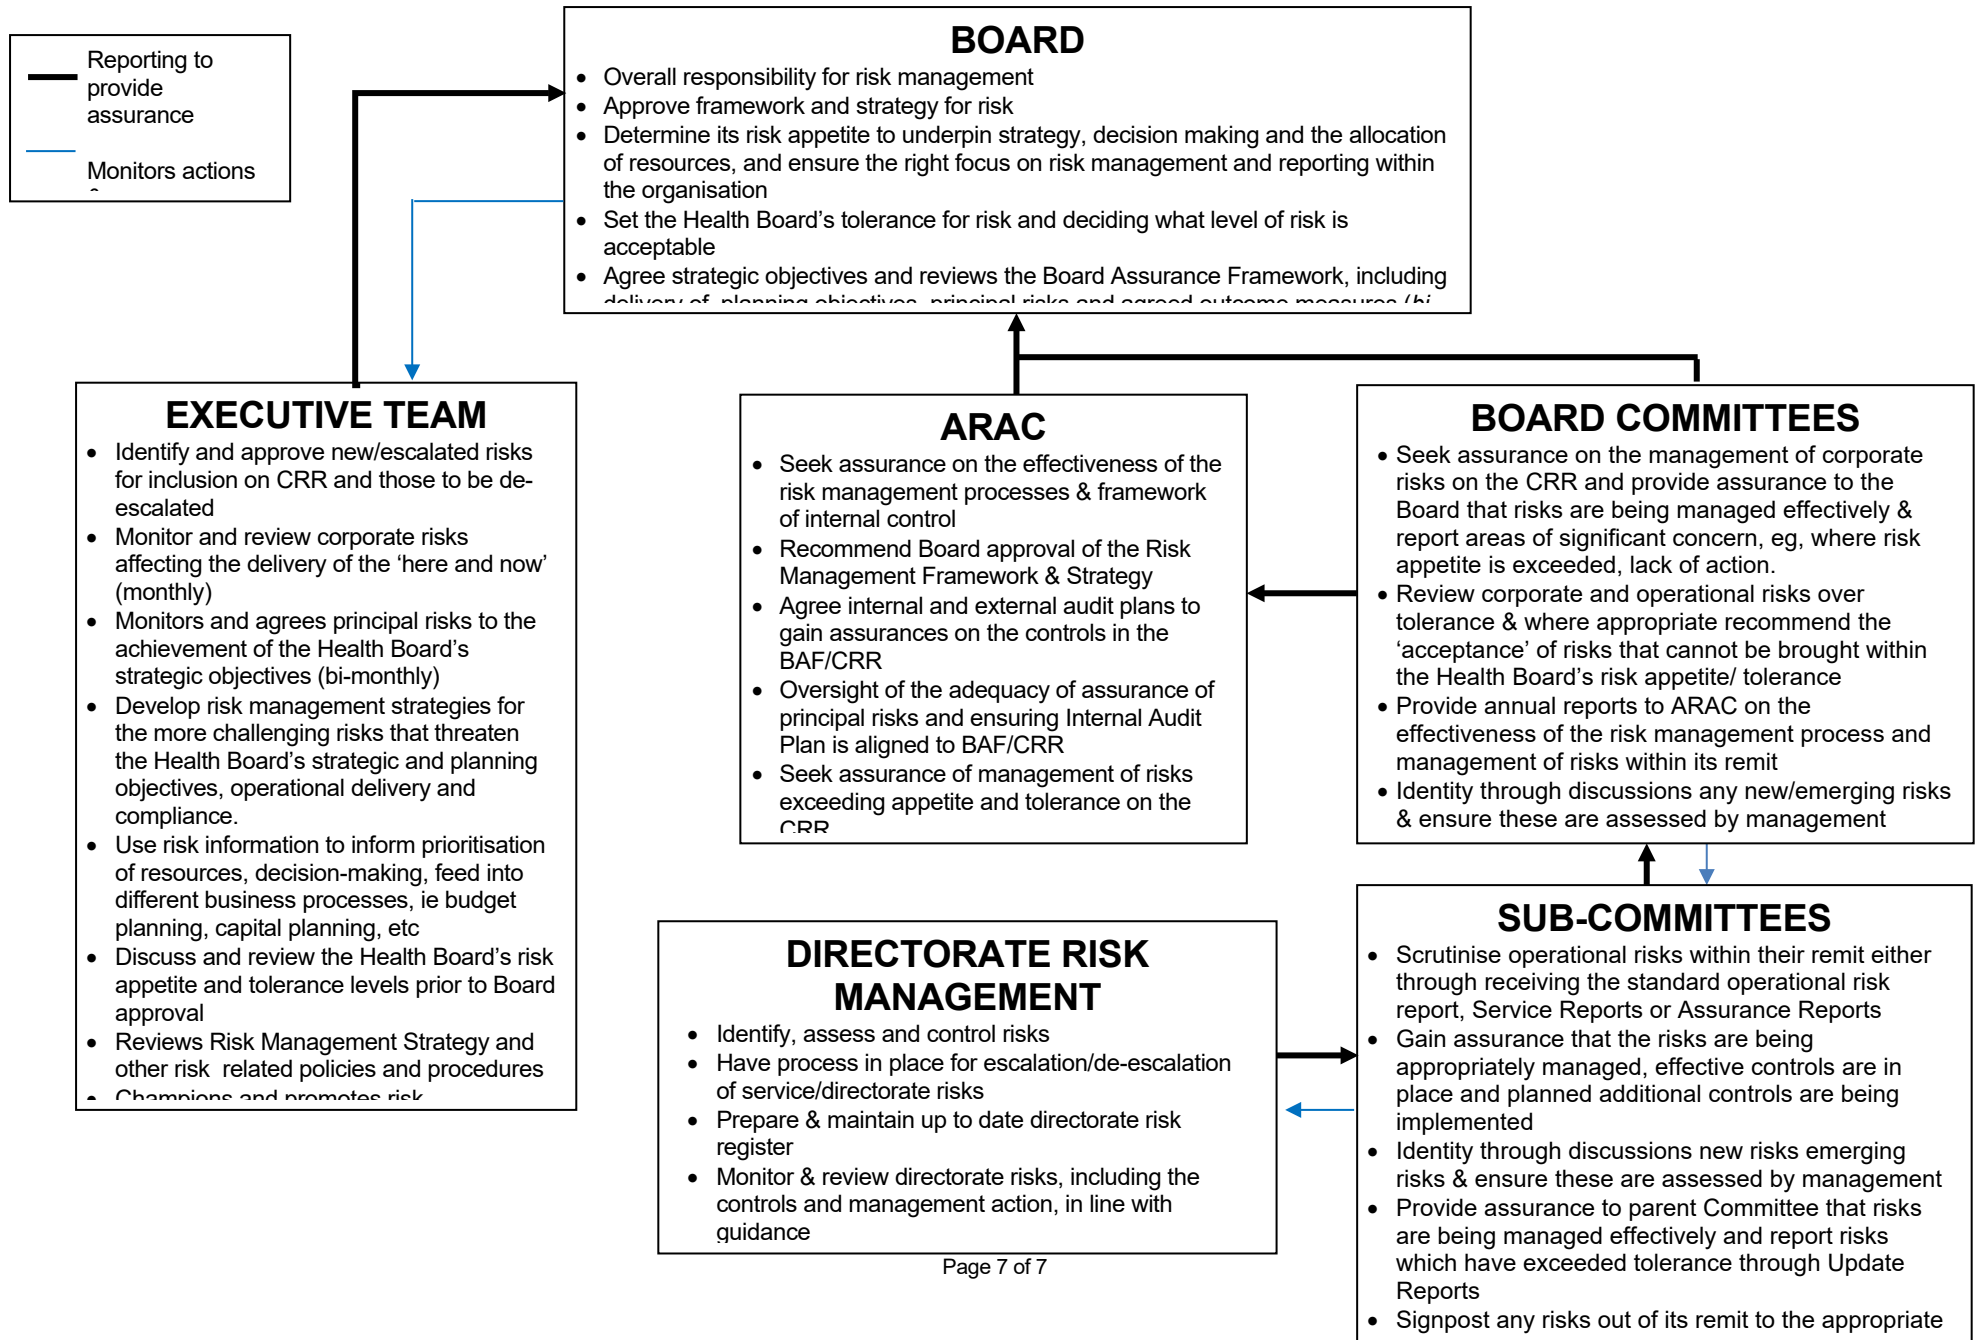 Reporting to
provide
assurance
Monitors actions
BOARD
• Overall responsibility for risk management
• Approve framework and strategy for risk
• Determine its risk appetite to underpin strategy, decision making and the allocation
of resources, and ensure the right focus on risk management and reporting within
the organisation
• Set the Health Board’s tolerance for risk and deciding what level of risk is
acceptable
• Agree strategic objectives and reviews the Board Assurance Framework, including
delivery of planning objectives, principal risks and agreed outcome measures (bi-
EXECUTIVE TEAM
• Identify and approve new/escalated risks
for inclusion on CRR and those to be de-
escalated
• Monitor and review corporate risks
affecting the delivery of the ‘here and now’
(monthly)
• Monitors and agrees principal risks to the
achievement of the Health Board’s
strategic objectives (bi-monthly)
• Develop risk management strategies for
the more challenging risks that threaten
the Health Board’s strategic and planning
objectives, operational delivery and
compliance.
• Use risk information to inform prioritisation
of resources, decision-making, feed into
different business processes, ie budget
planning, capital planning, etc
• Discuss and review the Health Board’s risk
appetite and tolerance levels prior to Board
approval
• Reviews Risk Management Strategy and
other risk related policies and procedures
• Champions and promotes risk
ARAC
• Seek assurance on the effectiveness of the
risk management processes & framework
of internal control
• Recommend Board approval of the Risk
Management Framework & Strategy
• Agree internal and external audit plans to
gain assurances on the controls in the
BAF/CRR
• Oversight of the adequacy of assurance of
principal risks and ensuring Internal Audit
Plan is aligned to BAF/CRR
• Seek assurance of management of risks
exceeding appetite and tolerance on the
CRR
BOARD COMMITTEES
• Seek assurance on the management of corporate
risks on the CRR and provide assurance to the
Board that risks are being managed effectively &
report areas of significant concern, eg, where risk
appetite is exceeded, lack of action.
• Review corporate and operational risks over
tolerance & where appropriate recommend the
‘acceptance’ of risks that cannot be brought within
the Health Board’s risk appetite/ tolerance
• Provide annual reports to ARAC on the
effectiveness of the risk management process and
management of risks within its remit
• Identity through discussions any new/emerging risks
& ensure these are assessed by management
DIRECTORATE RISK
MANAGEMENT
• Identify, assess and control risks
• Have process in place for escalation/de-escalation
of service/directorate risks
• Prepare & maintain up to date directorate risk
register
• Monitor & review directorate risks, including the
controls and management action, in line with
guidance
SUB-COMMITTEES
• Scrutinise operational risks within their remit either
through receiving the standard operational risk
report, Service Reports or Assurance Reports
• Gain assurance that the risks are being
appropriately managed, effective controls are in
place and planned additional controls are being
implemented
• Identity through discussions new risks emerging
risks & ensure these are assessed by management
• Provide assurance to parent Committee that risks
are being managed effectively and report risks
which have exceeded tolerance through Update
Reports
• Signpost any risks out of its remit to the appropriate
Page 7 of 7